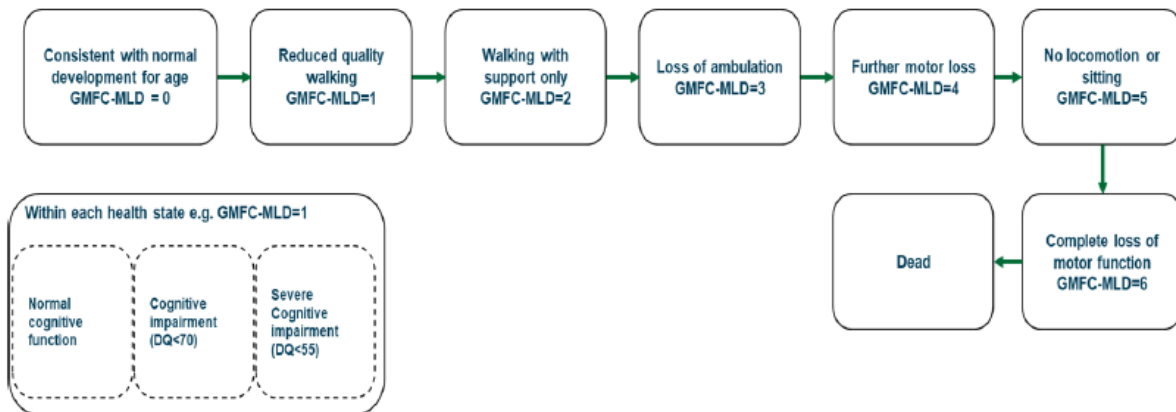 Consistent with normal
development for age
GMFC-MLD = 0
Reduced quality
walking
GMFC-MLD=1
Walking with
support only
GMFC-MLD=2
Loss of ambulation
GMFC-MLD=3
Further motor loss
GMFC-MLD=4
No locomotion or
sitting
GMFC-MLD=5
Within each health state e.g. GMFC-MLD=1
Normal
cognitive
function
Cognitive
impairment
(DQ<70)
Severe
Cognitive
impairment
(DQ<55)
Dead
Complete loss of
motor function
GMFC-MLD=6